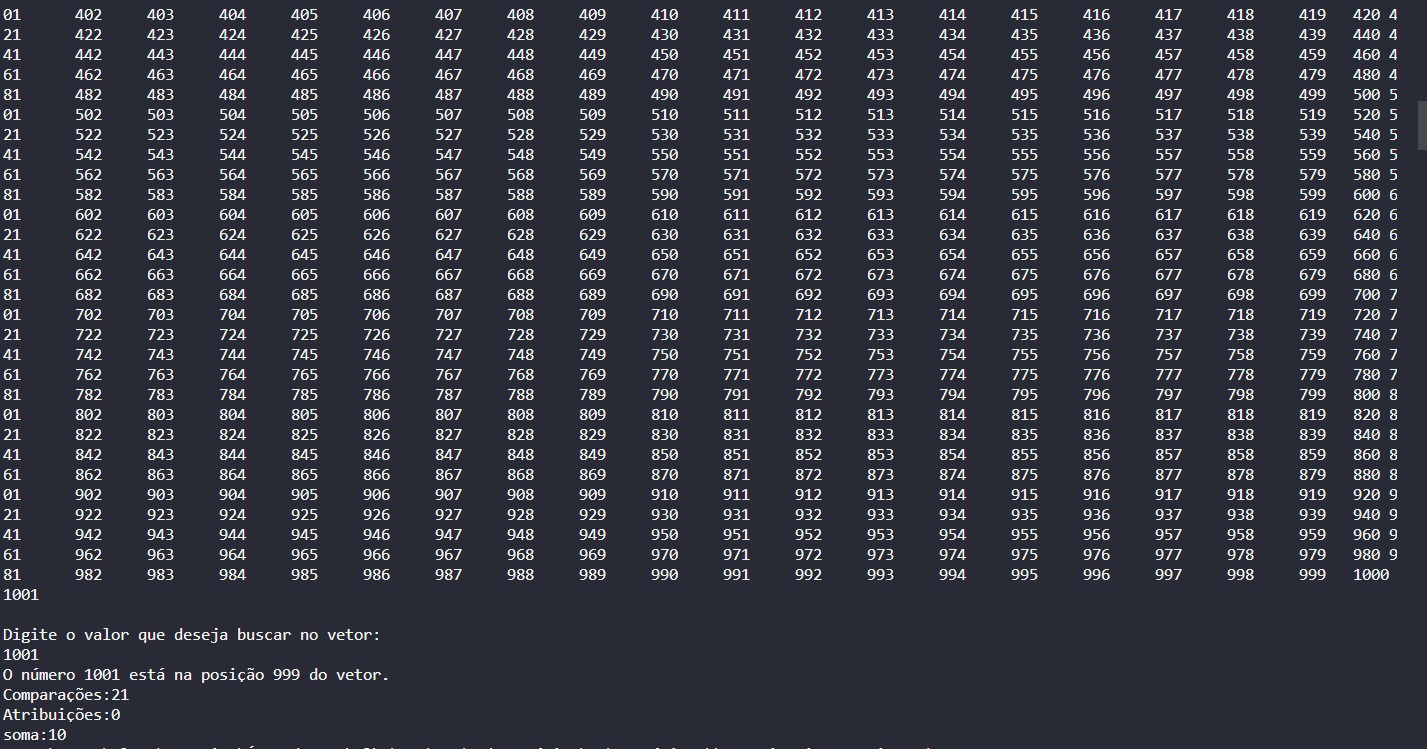 01 402 403 404 405 406 407 408 409 410 411 412 413 414 415 416 417 418 419 420 4
21 422 423 424 425 426 427 428 429 430 431 432 433 434 435 436 437 438 439 440 4
41 442 443 444 445 446 447 448 449 450 451 452 453 454 455 456 457 458 459 460 4
61 462 463 464 465 466 467 468 469 470 471 472 473 474 475 476 477 478 479 480 4
81 482 483 484 485 486 487 488 489 490 491 492 493 494 495 496 497 498 499 500 5
01 502 503 504 505 506 507 508 509 510 511 512 513 514 515 516 517 518 519 520 5
21 522 523 524 525 526 527 528 529 530 531 532 533 534 535 536 537 538 539 540 5
41 542 543 544 545 546 547 548 549 550 551 552 553 554 555 556 557 558 559 560 5
61 562 563 564 565 566 567 568 569 570 571 572 573 574 575 576 577 578 579 580 5
81 582 583 584 585 586 587 588 589 590 591 592 593 594 595 596 597 598 599 600 6
01 602 603 604 605 606 607 608 609 610 611 612 613 614 615 616 617 618 619 620 6
21 622 623 624 625 626 627 628 629 630 631 632 633 634 635 636 637 638 639 640 6
41 642 643 644 645 646 647 648 649 650 651 652 653 654 655 656 657 658 659 660 6
61 662 663 664 665 666 667 668 669 670 671 672 673 674 675 676 677 678 679 680 6
81 682 683 684 685 686 687 688 689 690 691 692 693 694 695 696 697 698 699 700 7
01 702 703 704 705 706 707 708 709 710 711 712 713 714 715 716 717 718 719 720 7
21 722 723 724 725 726 727 728 729 730 731 732 733 734 735 736 737 738 739 740 7
41 742 743 744 745 746 747 748 749 750 751 752 753 754 755 756 757 758 759 760 7
61 762 763 764 765 766 767 768 769 770 771 772 773 774 775 776 777 778 779 780 7
81 782 783 784 785 786 787 788 789 790 791 792 793 794 795 796 797 798 799 800 8
01 802 803 804 805 806 807 808 809 810 811 812 813 814 815 816 817 818 819 820 8
21 822 823 824 825 826 827 828 829 830 831 832 833 834 835 836 837 838 839 840 8
41 842 843 844 845 846 847 848 849 850 851 852 853 854 855 856 857 858 859 860 8
61 862 863 864 865 866 867 868 869 870 871 872 873 874 875 876 877 878 879 880 8
01 902 903 904 905 906 907 908 909 910 911 912 913 914 915 916 917 918 919 920 9
21 922 923 924 925 926 927 928 929 930 931 932 933 934 935 936 937 938 939 940 9
41 942 943 944 945 946 947 948 949 950 951 952 953 954 955 956 957 958 959 960 9
61 962 963 964 965 966 967 968 969 970 971 972 973 974 975 976 977 978 979 980 9
81 982 983 984 985 986 987 988 989 990 991 992 993 994 995 996 997 998 999 1000
1001
Digite o valor que deseja buscar no vetor:
1001
O número 1001 está na posição 999 do vetor.
Comparações:21
Atribuições:0
soma:10